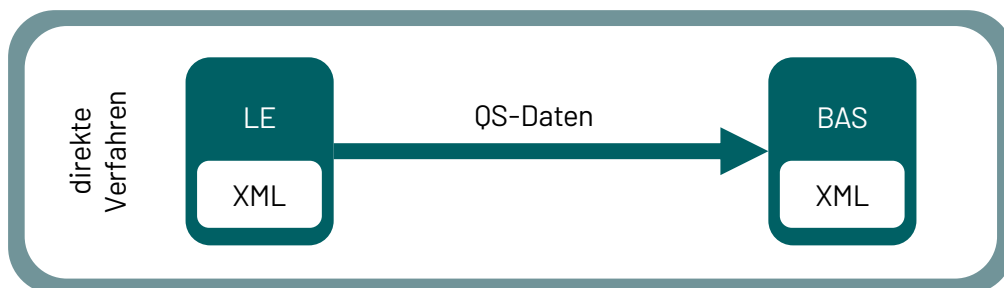 direkte
Verfahren
LE
XML
QS-Daten
BAS
XML